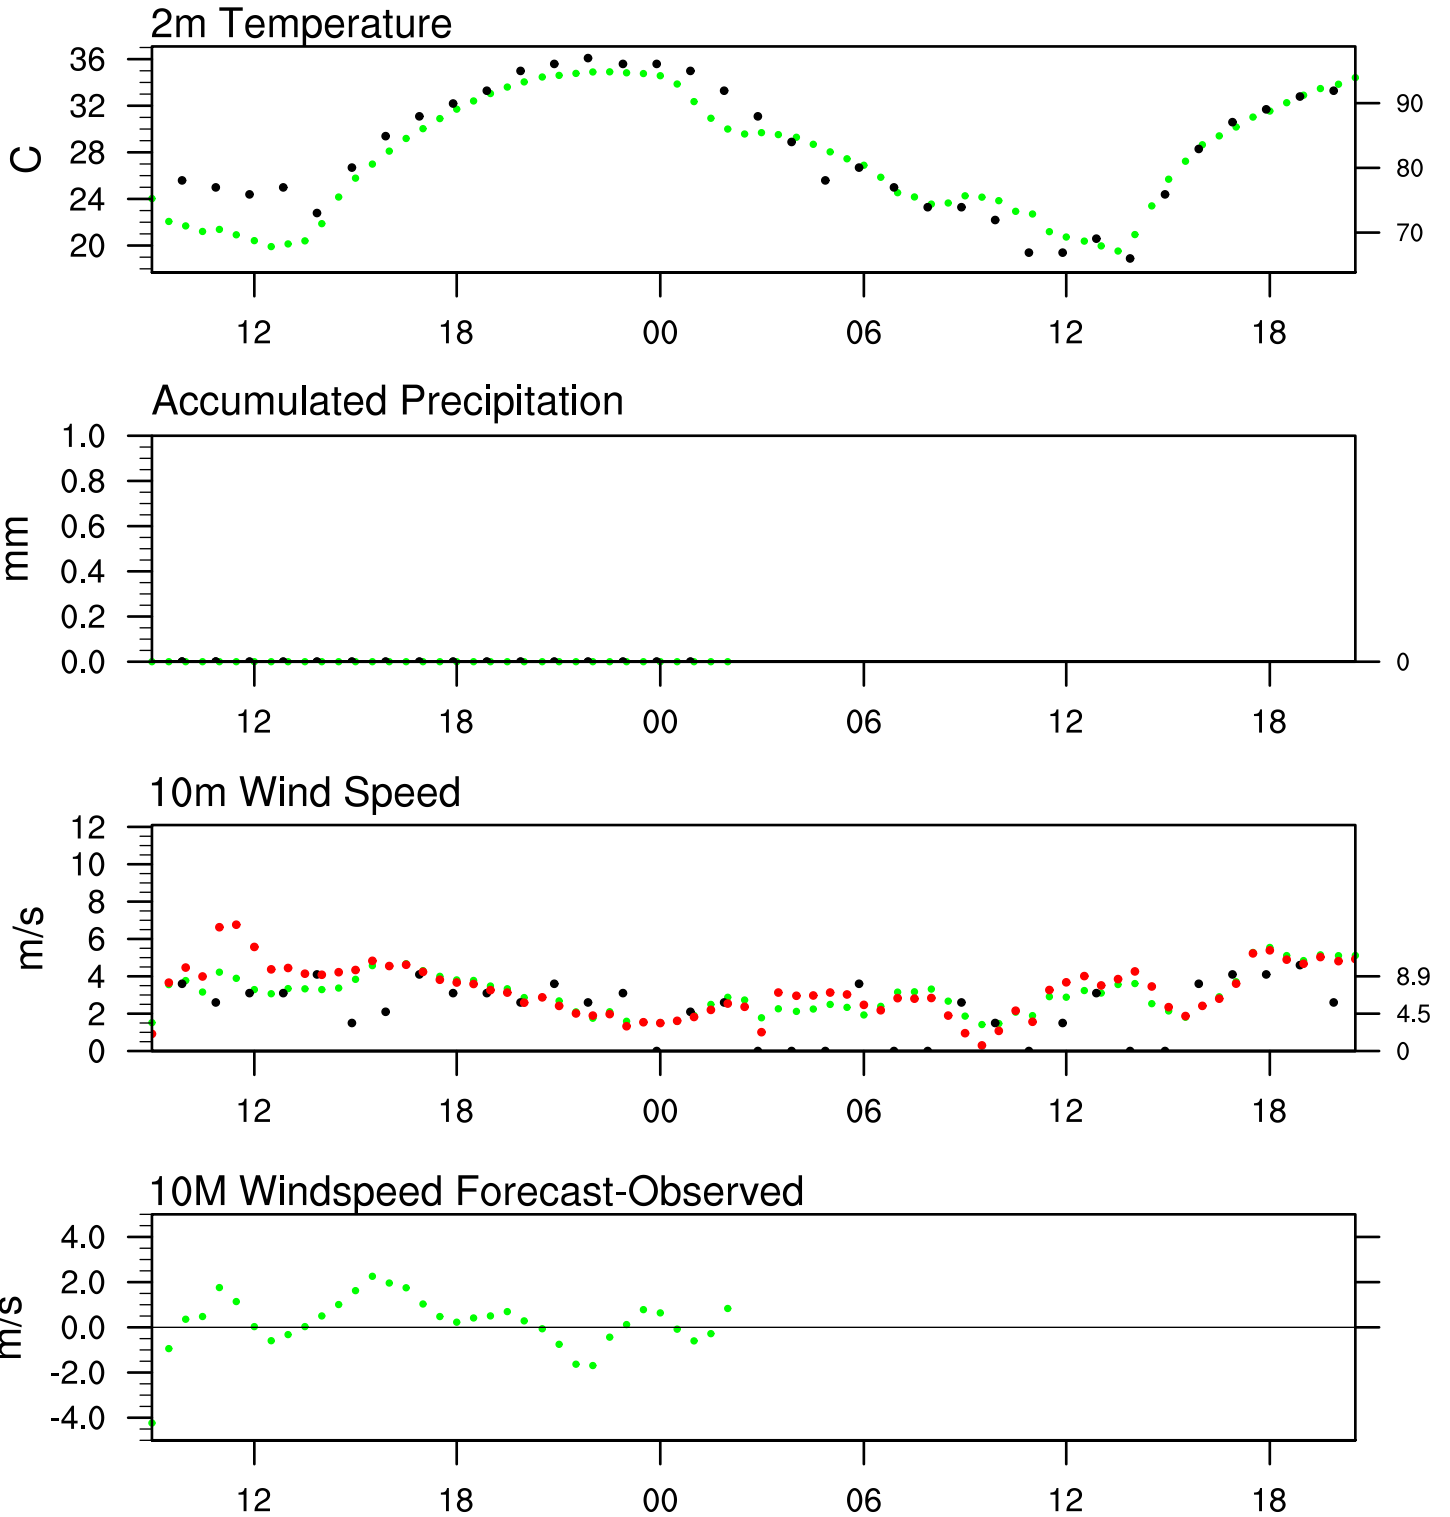 2m Temperature
36
32
28
24
20
C
90
80
70
12 18 00 06 12 18
Accumulated Precipitation
1.0
0.8
0.6
0.4
0.2
0.0
mm
0
12 18 00 06 12 18
10m Wind Speed
12
10
8
6
4
2
0
m/s
8.9
4.5
0
12 18 00 06 12 18
10M Windspeed Forecast-Observed
4.0
2.0
0.0
-2.0
-4.0
m/s
12 18 00 06 12 18